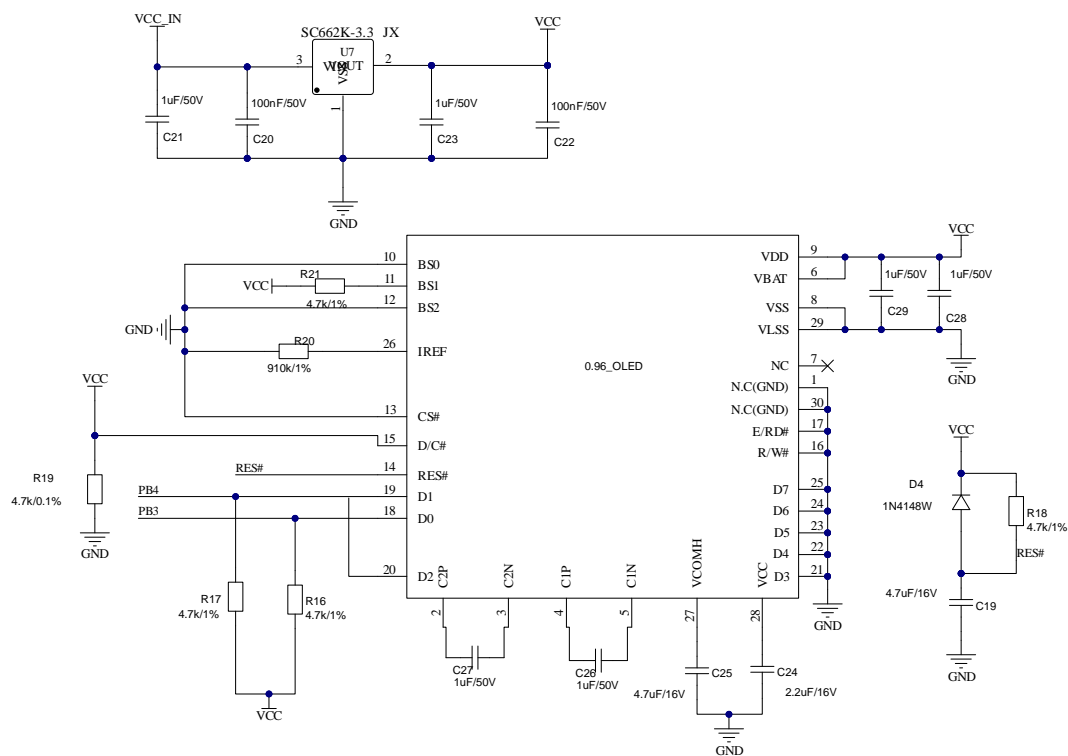 VCC_IN
SC662K-3.3 JX
VCC
U7
3
VIN
VOUT
2
VSS
1
1uF/50V
C21
100nF/50V
C20
1uF/50V
C23
100nF/50V
C22
GND
10
BS0
R21
VCC
4.7k/1%
11
BS1
12
BS2
GND
R20
910k/1%
26
IREF
0.96_OLED
13
CS#
VCC
15
D/C#
RES#
14
RES#
R19
4.7k/0.1%
GND
PB4
19
D1
PB3
18
D0
20
D2
R17
4.7k/1%
R16
4.7k/1%
VCC
C2P
C2N
C1P
C1N
VCOMH
VCC
2
3
4
5
27
28
C27
1uF/50V
C26
1uF/50V
C25
4.7uF/16V
C24
2.2uF/16V
GND
VDD
9
VBAT
6
VSS
8
VLSS
29
NC
7
N.C(GND)
1
N.C(GND)
30
E/RD#
17
R/W#
16
D7
25
D6
24
D5
23
D4
22
D3
21
GND
VCC
1uF/50V
C29
1uF/50V
C28
GND
VCC
D4
1N4148W
R18
4.7k/1%
RES#
4.7uF/16V
C19
GND